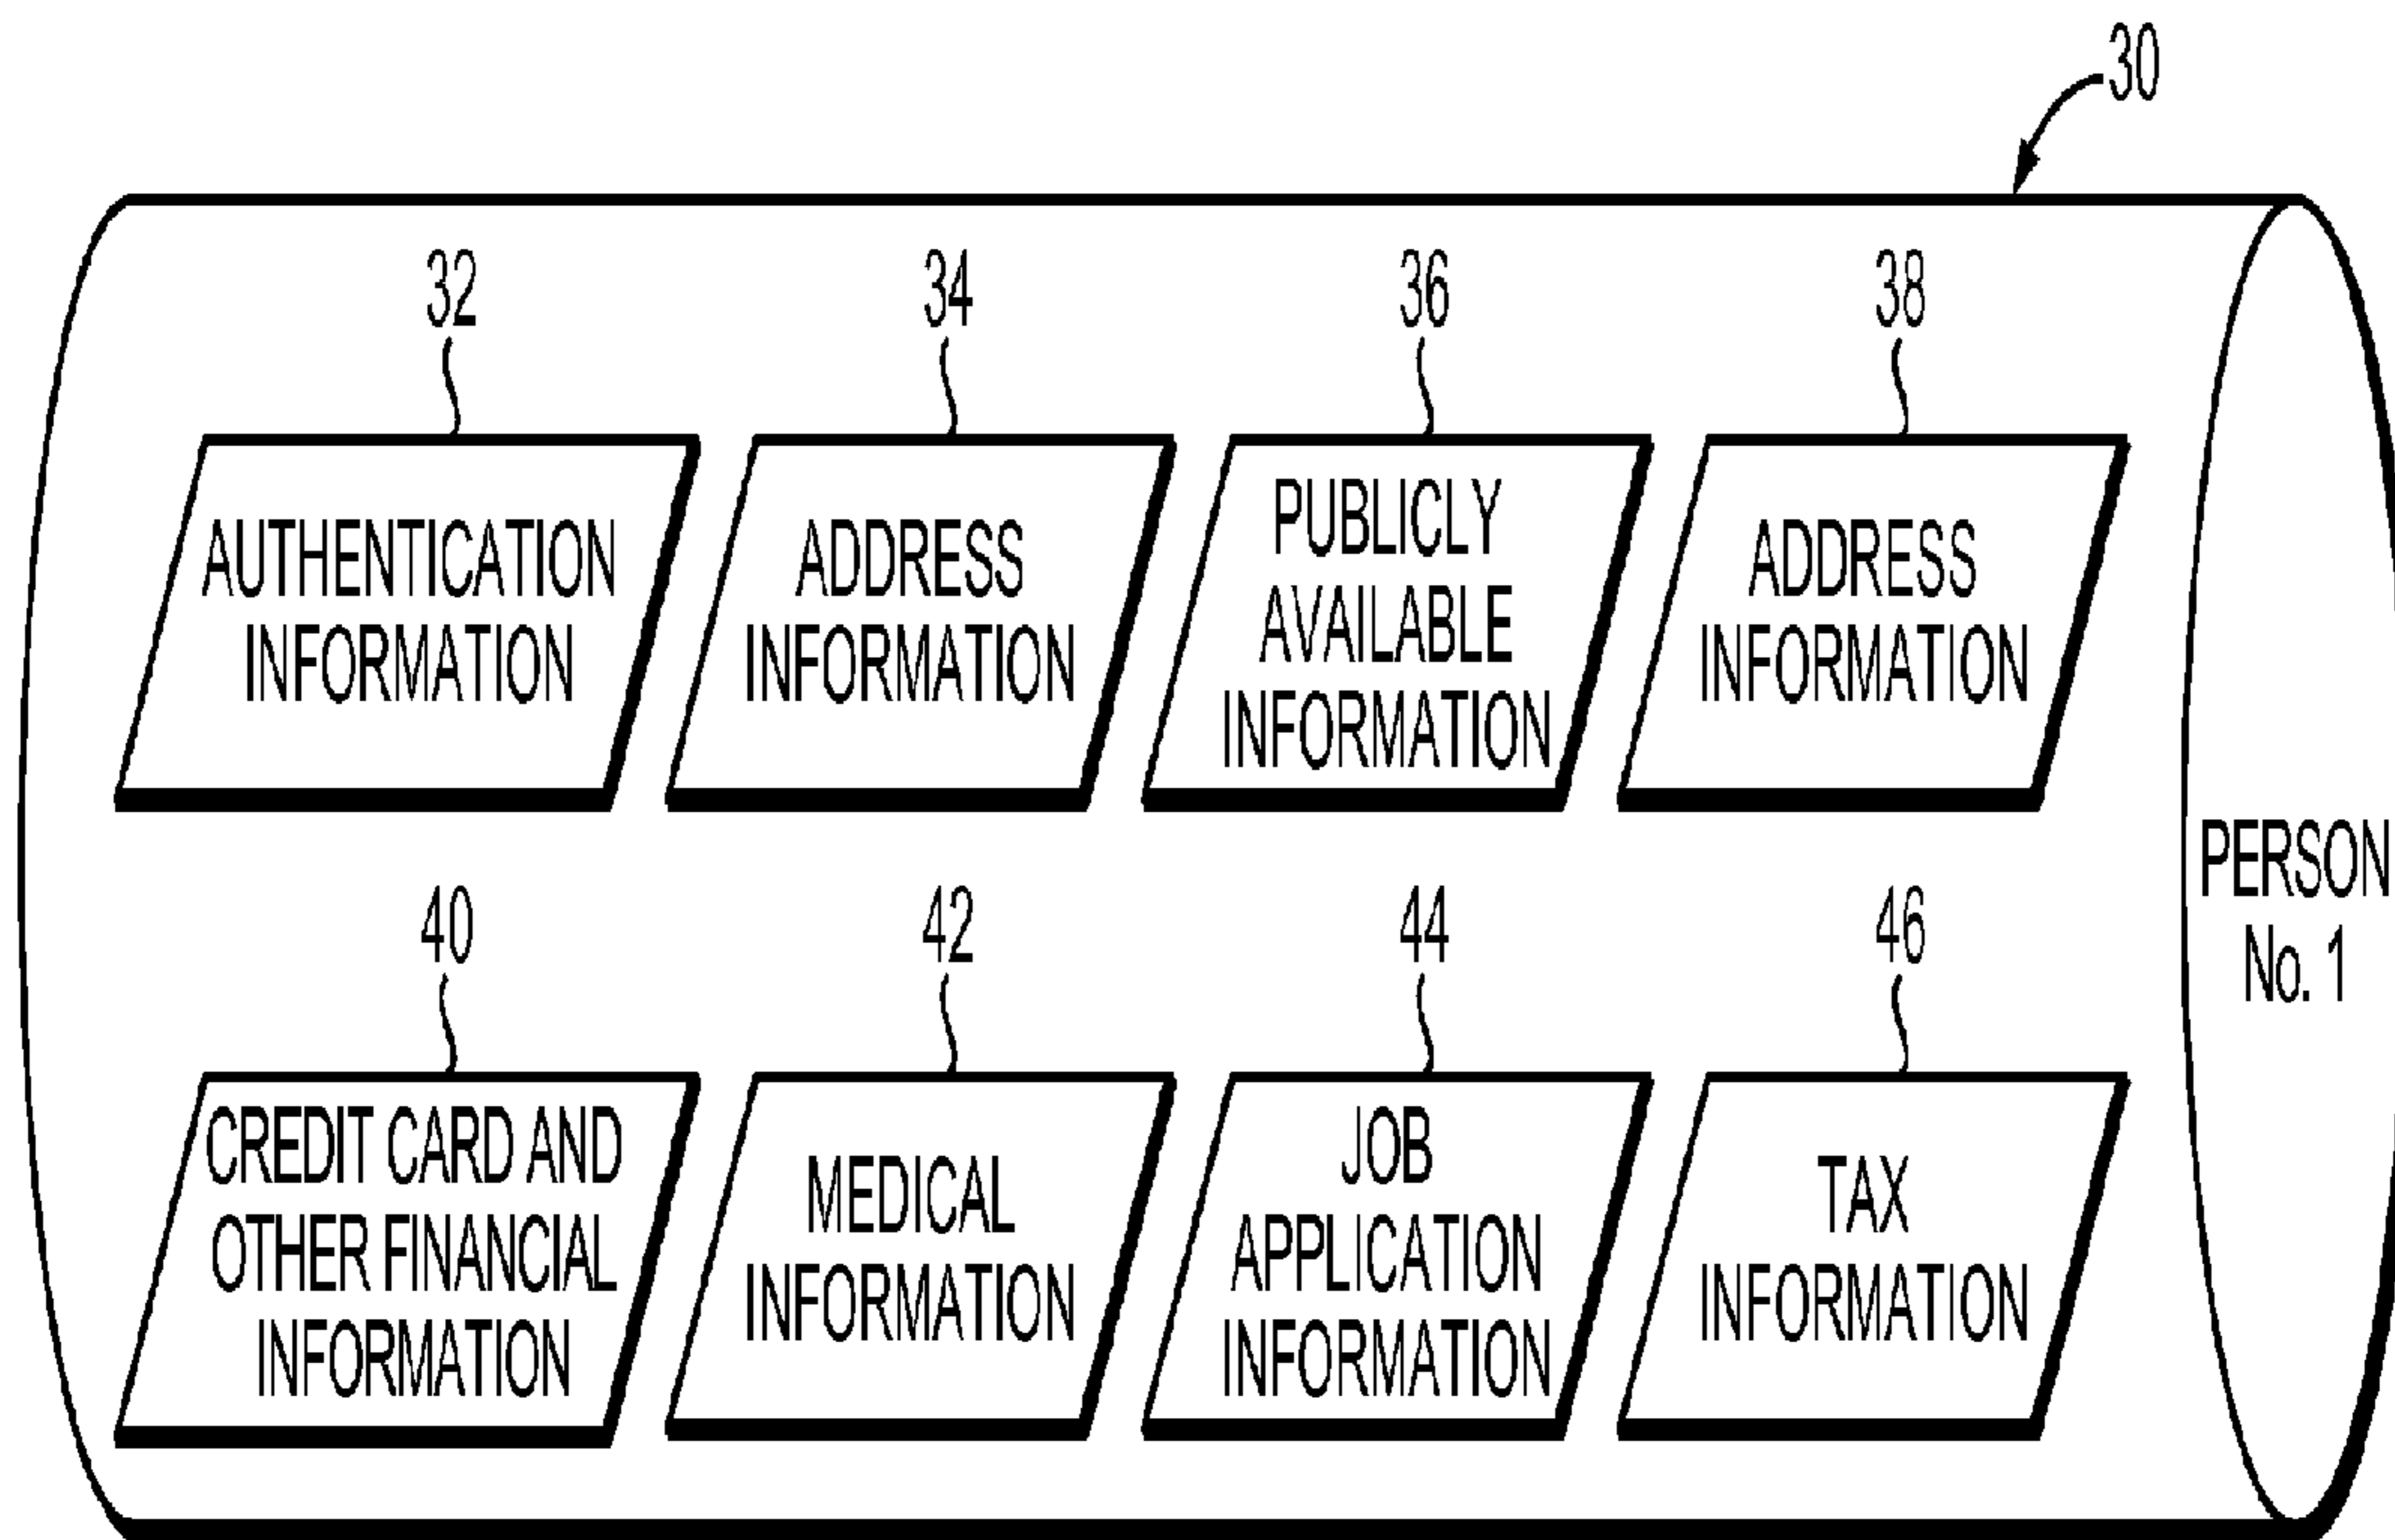 30
32
34
36
38
AUTHENTICATION
INFORMATION
ADDRESS
INFORMATION
PUBLICLY
AVAILABLE
INFORMATION
ADDRESS
INFORMATION
PERSON
No. 1
40
42
44
46
CREDIT CARD AND
OTHER FINANCIAL
INFORMATION
MEDICAL
INFORMATION
JOB
APPLICATION
INFORMATION
TAX
INFORMATION